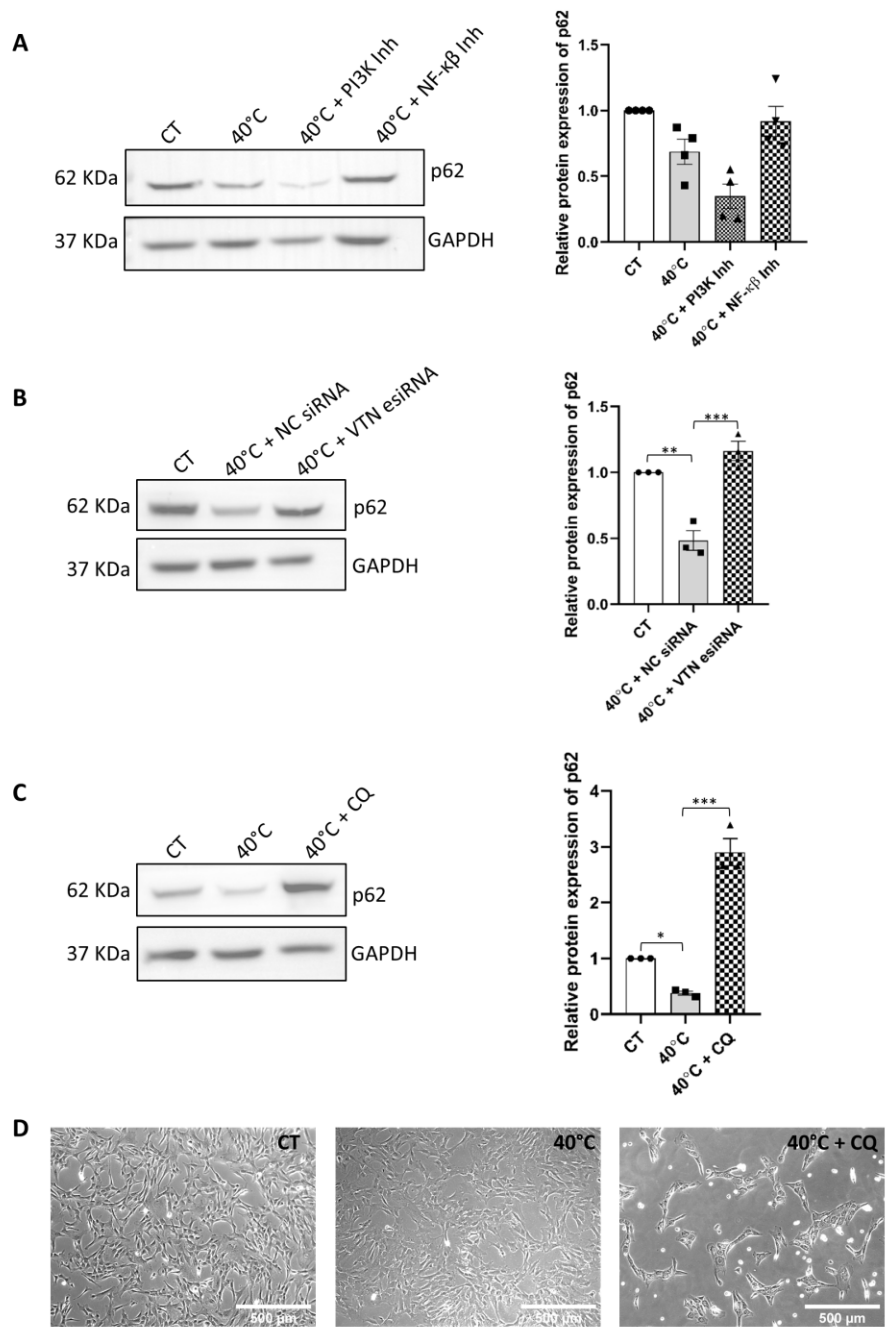 A
CT
40°C
40°C + PI3K Inh
40°C + NF-κβ Inh
62 KDa
p62
37 KDa
GAPDH
Relative protein expression of p62
1.5
1.0
0.5
0.0
CT
40°C
40°C + PI3K Inh
40°C + NF-κβ Inh
B
CT
40°C + NC siRNA
40°C + VTN esiRNA
62 KDa
p62
37 KDa
GAPDH
Relative protein expression of p62
1.5
1.0
0.5
0.0
**
***
CT
40°C + NC siRNA
40°C + VTN esiRNA
C
CT
40°C
40°C + CQ
62 KDa
p62
37 KDa
GAPDH
Relative protein expression of p62
4
3
2
1
0
*
***
CT
40°C
40°C + CQ
D
CT
500 µm
40°C
500 µm
40°C + CQ
500 µm